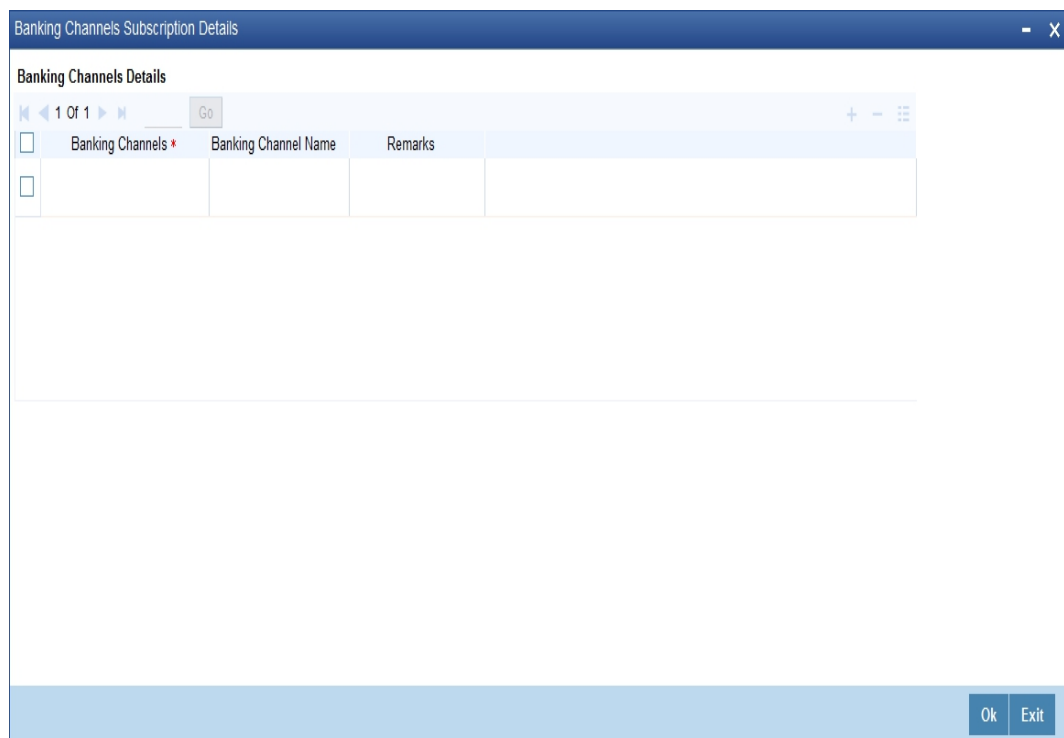 Banking Channels Subscription Details
Banking Channels Details
1 Of 1 Go
Banking Channels * Banking Channel Name Remarks
Ok Exit